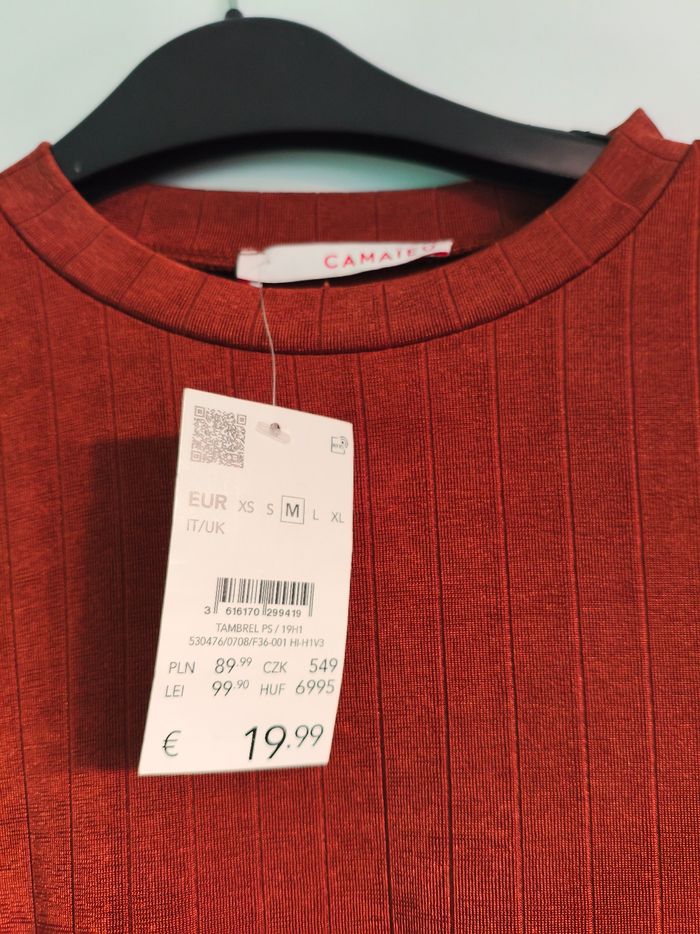 CAMAÏEU
EUR XS S M L XL
IT/UK
3 616170 299419
TAMBREL PS / 19H1
530476/0708/F36-001 HI-H1V3
PLN 89.99 CZK 549
LEI 99.90 HUF 6995
€ 19.99